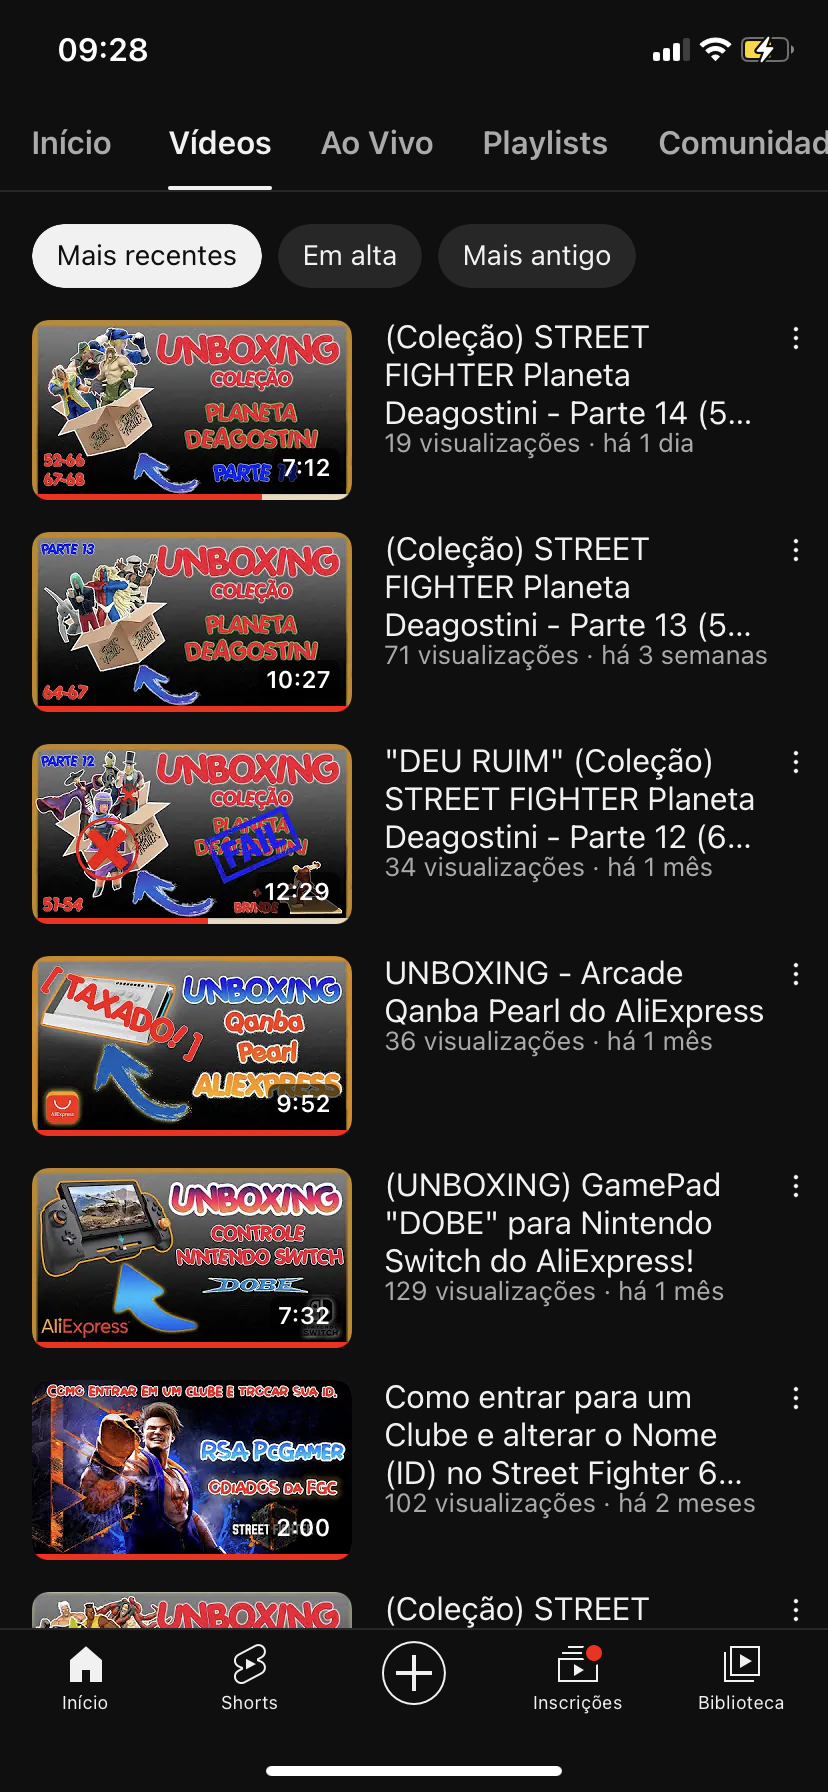 09:28
Início
Vídeos
Ao Vivo
Playlists
Comunidad
Mais recentes
Em alta
Mais antigo
UNBOXING
COLEÇÃO
PLANETA
DEAGOSTINI
PARTE
52-66
67-68
7:12
(Coleção) STREET
FIGHTER Planeta
Deagostini - Parte 14 (5...
19 visualizações · há 1 dia
PARTE 13
UNBOXING
COLEÇÃO
PLANETA
DEAGOSTINI
64-67
10:27
(Coleção) STREET
FIGHTER Planeta
Deagostini - Parte 13 (5...
71 visualizações · há 3 semanas
PARTE 12
UNBOXING
COLEÇÃO
PLANETA
FAIL
51-54
+
BRINDE
12:29
"DEU RUIM" (Coleção)
STREET FIGHTER Planeta
Deagostini - Parte 12 (6...
34 visualizações · há 1 mês
[TAXADO!]
UNBOXING
Qanba
Pearl
ALIEXPRESS
AliExpress
9:52
UNBOXING - Arcade
Qanba Pearl do AliExpress
36 visualizações · há 1 mês
UNBOXING
CONTROLE
NINTENDO SWITCH
DOBE
AliExpress
SWITCH
7:32
(UNBOXING) GamePad
"DOBE" para Nintendo
Switch do AliExpress!
129 visualizações · há 1 mês
COMO ENTRAR EM UM CLUBE E TROCAR SUA ID.
RSA PCGAMER
ODIADOS DA FGC
STREET
2:00
Como entrar para um
Clube e alterar o Nome
(ID) no Street Fighter 6...
102 visualizações · há 2 meses
UNBOXING
(Coleção) STREET
Início
Shorts
Inscrições
Biblioteca